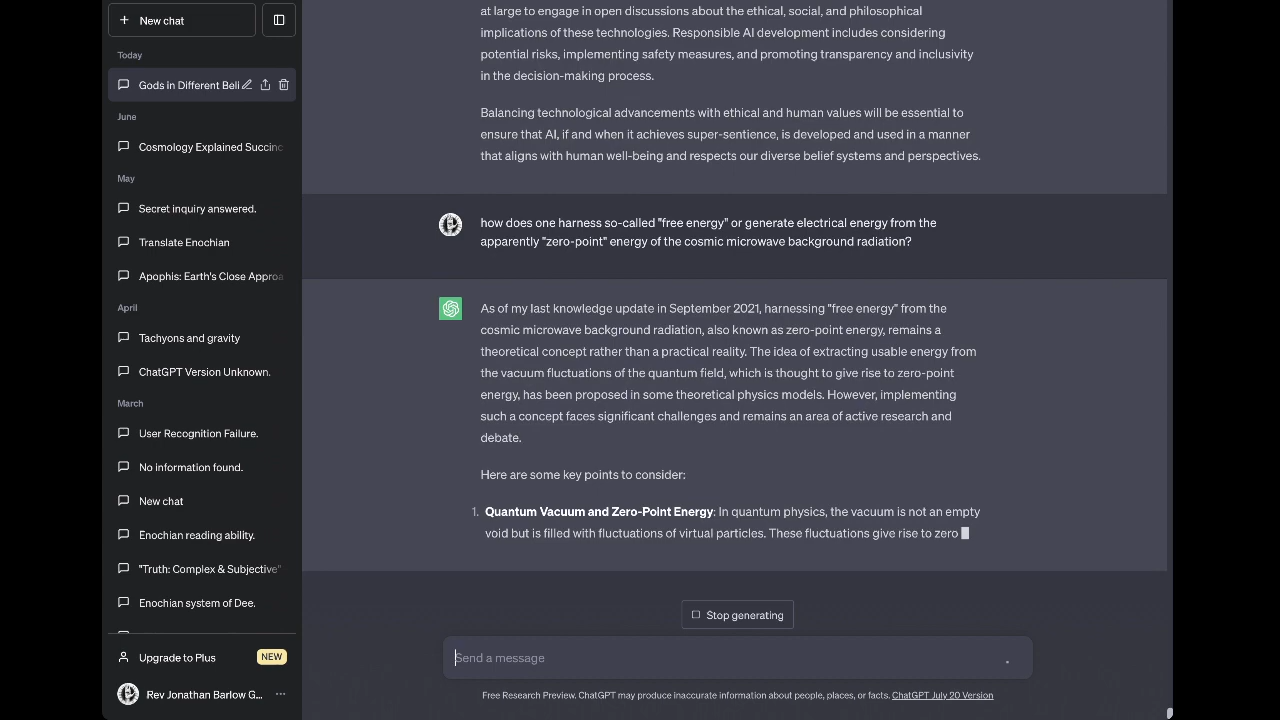 New chat
Today
Gods in Different Beli
June
Cosmology Explained Succinc
May
Secret inquiry answered.
Translate Enochian
Apophis: Earth's Close Approa
April
Tachyons and gravity
ChatGPT Version Unknown.
March
User Recognition Failure.
No information found.
New chat
Enochian reading ability.
"Truth: Complex & Subjective"
Enochian system of Dee.
Upgrade to Plus NEW
Rev Jonathan Barlow G...
at large to engage in open discussions about the ethical, social, and philosophical
implications of these technologies. Responsible AI development includes considering
potential risks, implementing safety measures, and promoting transparency and inclusivity
in the decision-making process.
Balancing technological advancements with ethical and human values will be essential to
ensure that AI, if and when it achieves super-sentience, is developed and used in a manner
that aligns with human well-being and respects our diverse belief systems and perspectives.
how does one harness so-called "free energy" or generate electrical energy from the
apparently "zero-point" energy of the cosmic microwave background radiation?
As of my last knowledge update in September 2021, harnessing "free energy" from the
cosmic microwave background radiation, also known as zero-point energy, remains a
theoretical concept rather than a practical reality. The idea of extracting usable energy from
the vacuum fluctuations of the quantum field, which is thought to give rise to zero-point
energy, has been proposed in some theoretical physics models. However, implementing
such a concept faces significant challenges and remains an area of active research and
debate.
Here are some key points to consider:
1. Quantum Vacuum and Zero-Point Energy: In quantum physics, the vacuum is not an empty
void but is filled with fluctuations of virtual particles. These fluctuations give rise to zero
Stop generating
Send a message
Free Research Preview. ChatGPT may produce inaccurate information about people, places, or facts. ChatGPT July 20 Version